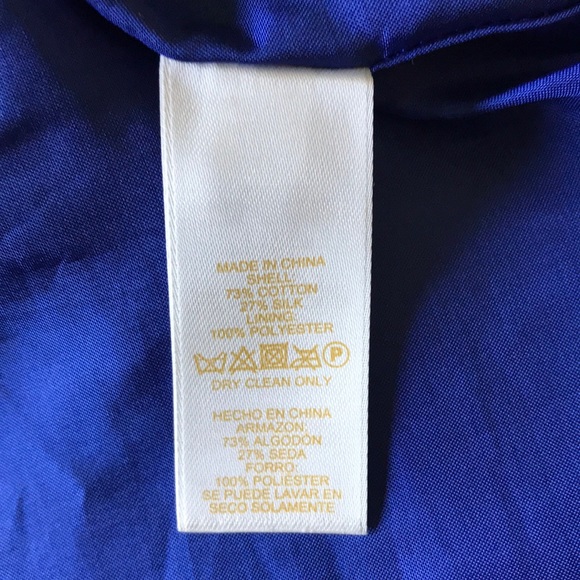 MADE IN CHINA
SHELL:
73% COTTON
27% SILK
LINING:
100% POLYESTER
P
DRY CLEAN ONLY
HECHO EN CHINA
ARMAZON:
73% ALGODÓN
27% SEDA
FORRO:
100% POLIÉSTER
SE PUEDE LAVAR EN
SECO SOLAMENTE